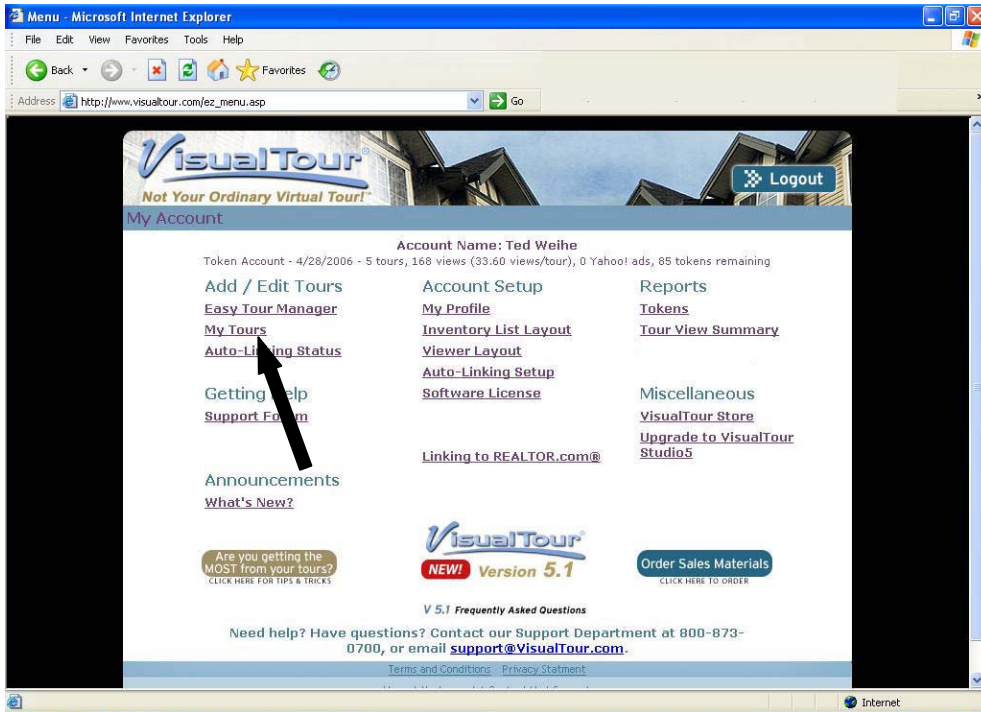 Menu - Microsoft Internet Explorer
File Edit View Favorites Tools Help
Back Favorites
Address http://www.visualtour.com/ez_menu.asp Go
VisualTour®
Not Your Ordinary Virtual Tour!™
Logout
My Account
Account Name: Ted Weihe
Token Account - 4/28/2006 - 5 tours, 168 views (33.60 views/tour), 0 Yahoo! ads, 85 tokens remaining
Add / Edit Tours
Easy Tour Manager
My Tours
Auto-Linking Status
Getting Help
Support Forum
Announcements
What's New?
Account Setup
My Profile
Inventory List Layout
Viewer Layout
Auto-Linking Setup
Software License
Linking to REALTOR.com®
Reports
Tokens
Tour View Summary
Miscellaneous
VisualTour Store
Upgrade to VisualTour
Studio5
Are you getting the
MOST from your tours?
CLICK HERE FOR TIPS & TRICKS
VisualTour®
NEW! Version 5.1
V 5.1 Frequently Asked Questions
Order Sales Materials
CLICK HERE TO ORDER
Need help? Have questions? Contact our Support Department at 800-873-
0700, or email support@VisualTour.com.
Terms and Conditions Privacy Statment
Internet